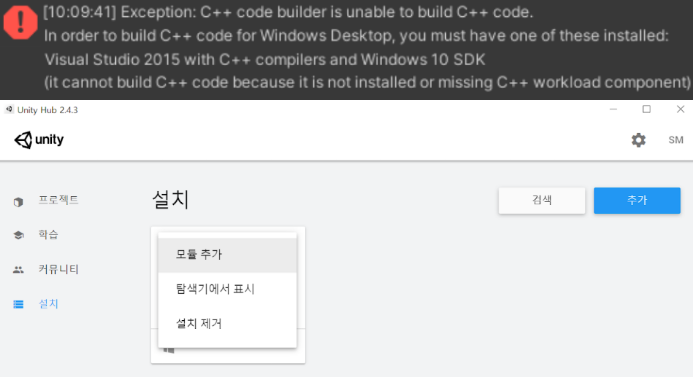 [10:09:41] Exception: C++ code builder is unable to build C++ code.
In order to build C++ code for Windows Desktop, you must have one of these installed:
Visual Studio 2015 with C++ compilers and Windows 10 SDK
(it cannot build C++ code because it is not installed or missing C++ workload component)
Unity Hub 2.4.3
unity
SM
프로젝트
학습
커뮤니티
설치
설치
검색
추가
모듈 추가
탐색기에서 표시
설치 제거